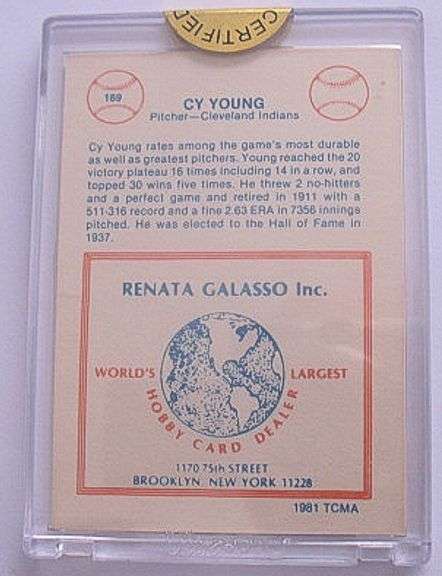 CERTIFIED
169
CY YOUNG
Pitcher—Cleveland Indians
Cy Young rates among the game's most durable
as well as greatest pitchers. Young reached the 20
victory plateau 16 times including 14 in a row, and
topped 30 wins five times. He threw 2 no-hitters
and a perfect game and retired in 1911 with a
511-316 record and a fine 2.63 ERA in 7356 innings
pitched. He was elected to the Hall of Fame in
1937.
RENATA GALASSO Inc.
WORLD'S LARGEST
HOBBY CARD DEALER
1170 75th STREET
BROOKLYN, NEW YORK 11228
1981 TCMA